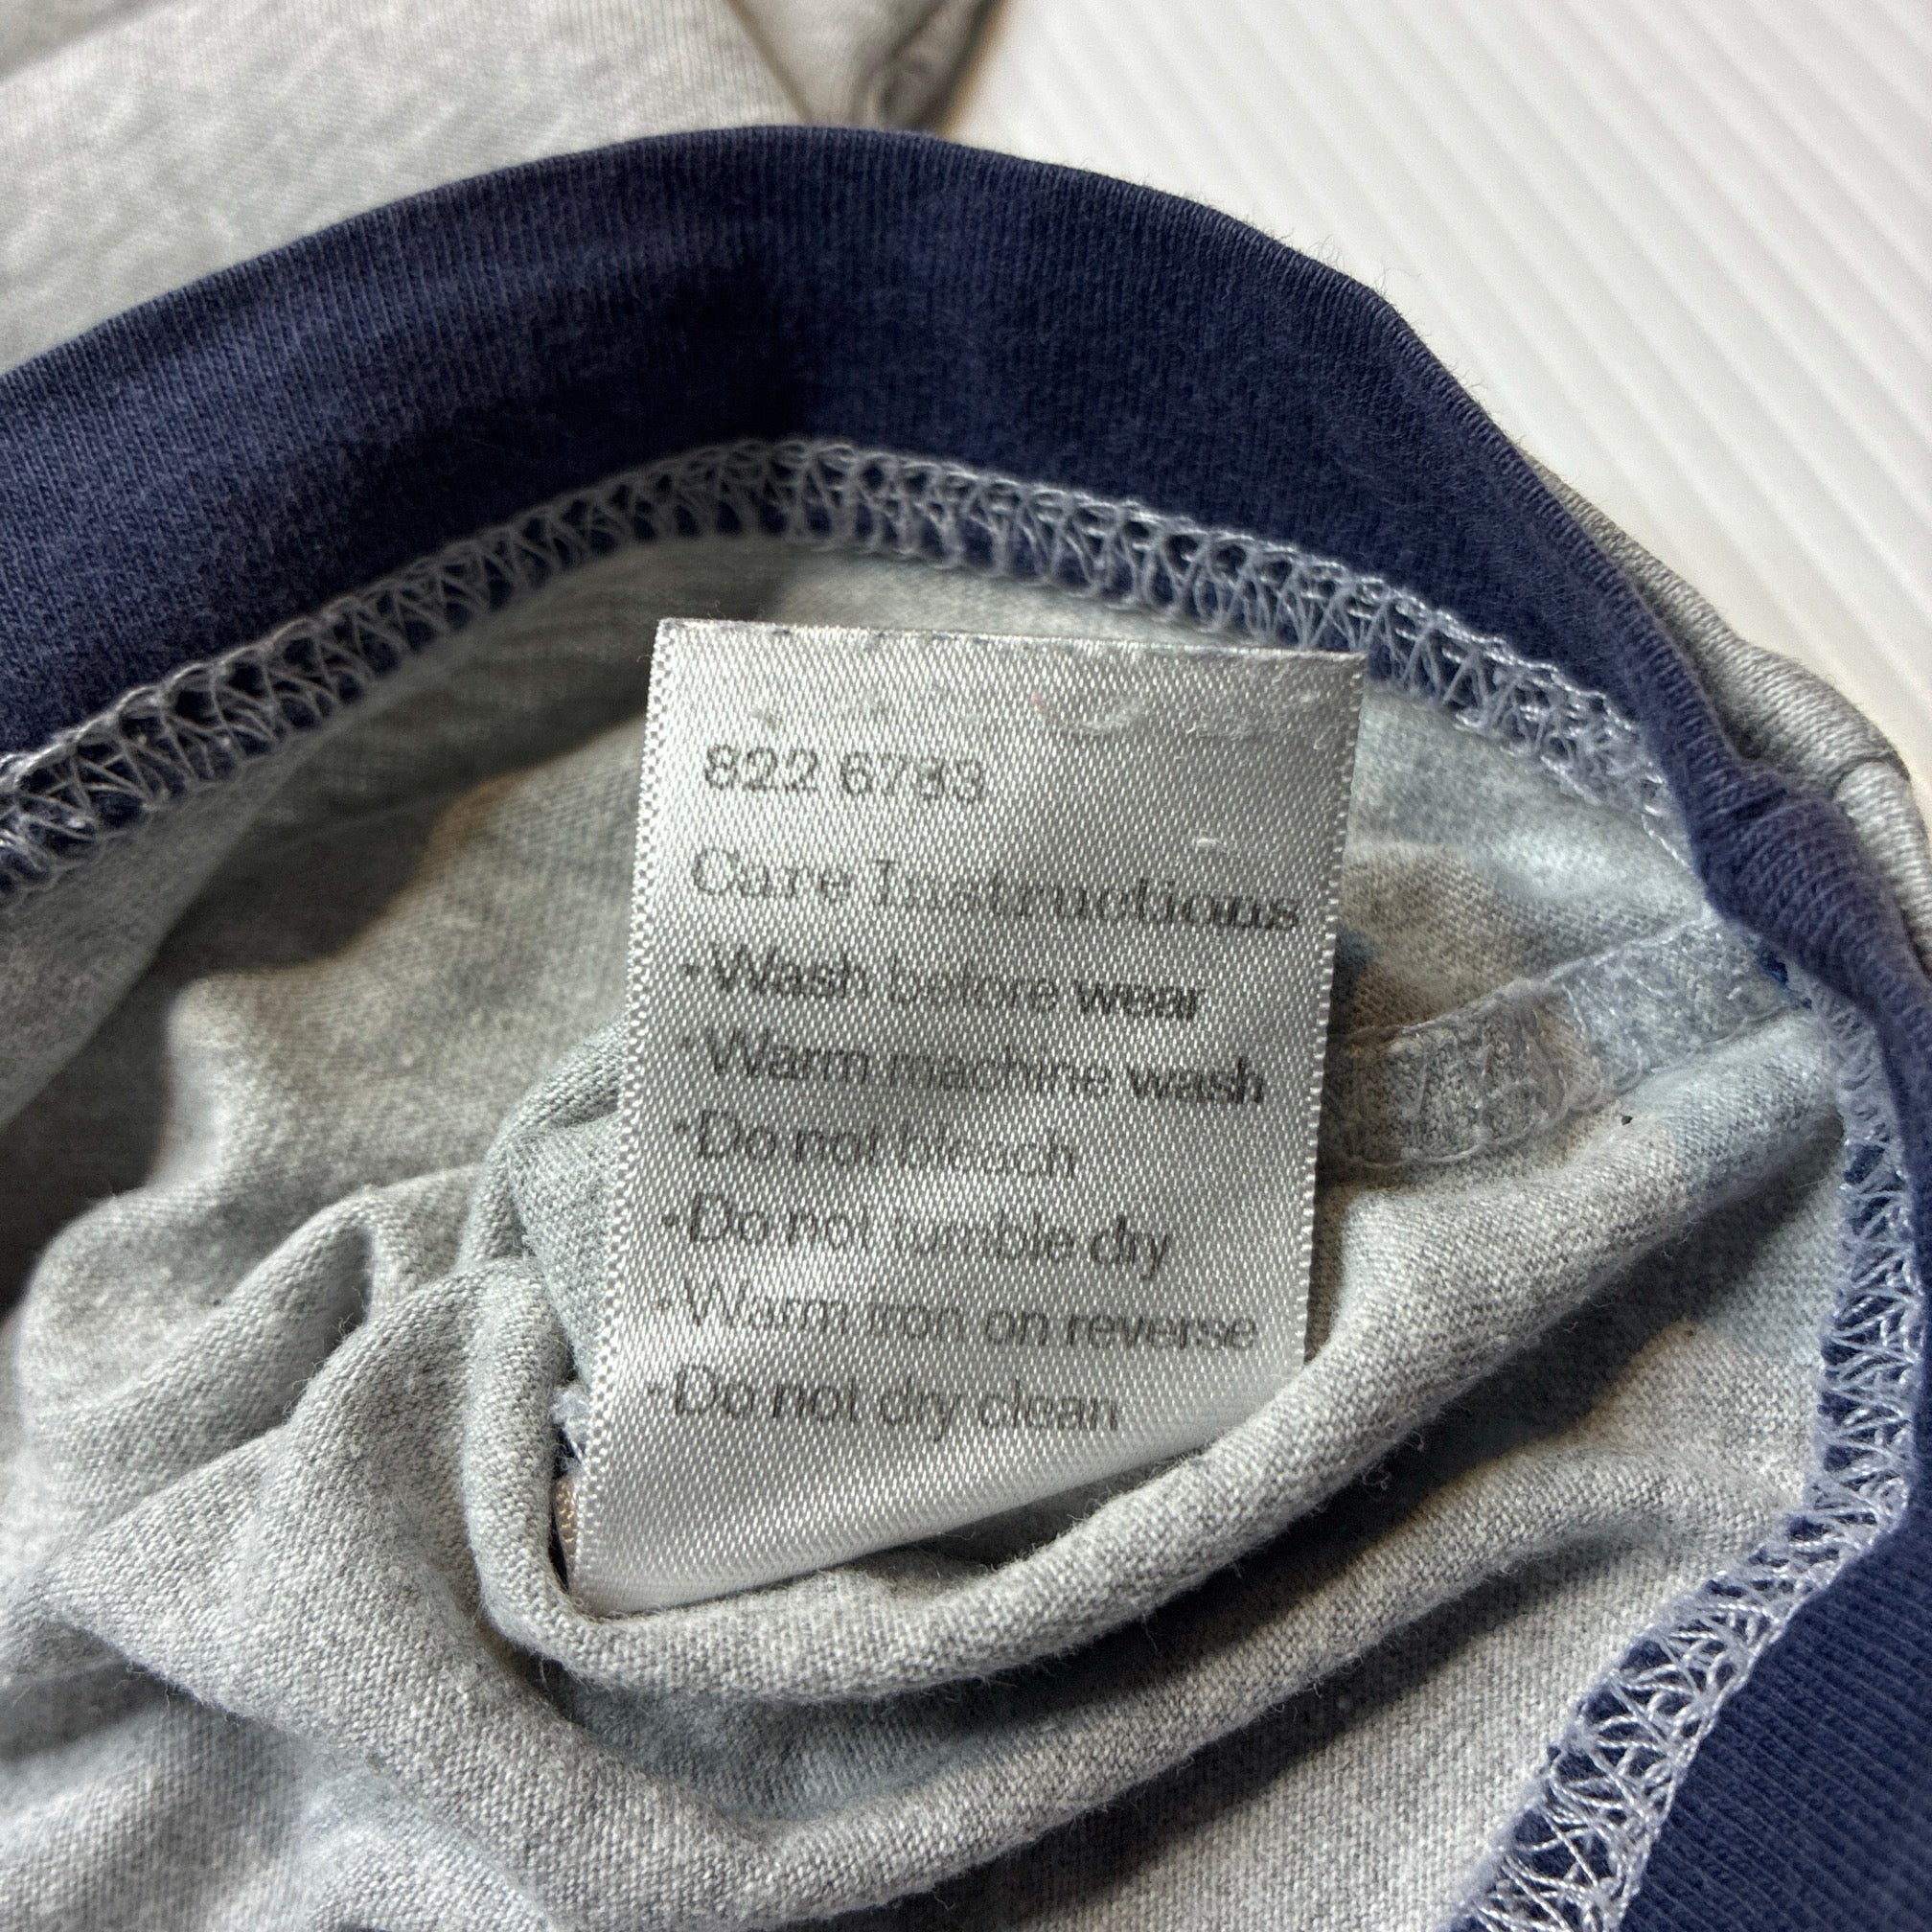 822 6783
Care Instructions
·Wash before wear
·Warm machine wash
·Do not bleach
·Do not tumble dry
·Warm iron on reverse
·Do not dry clean